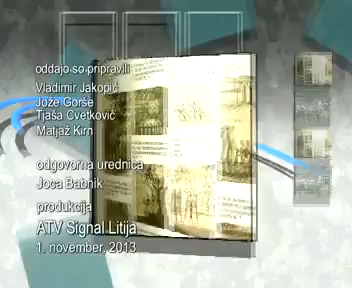 oddajo so pripravili
Vladimir Jakopič
Jože Gorše
Tjaša Cvetkovič
Matjaž Kirn
odgovorna urednica
Joca Babnik
produkcija
ATV Signal Litija
1. november, 2013